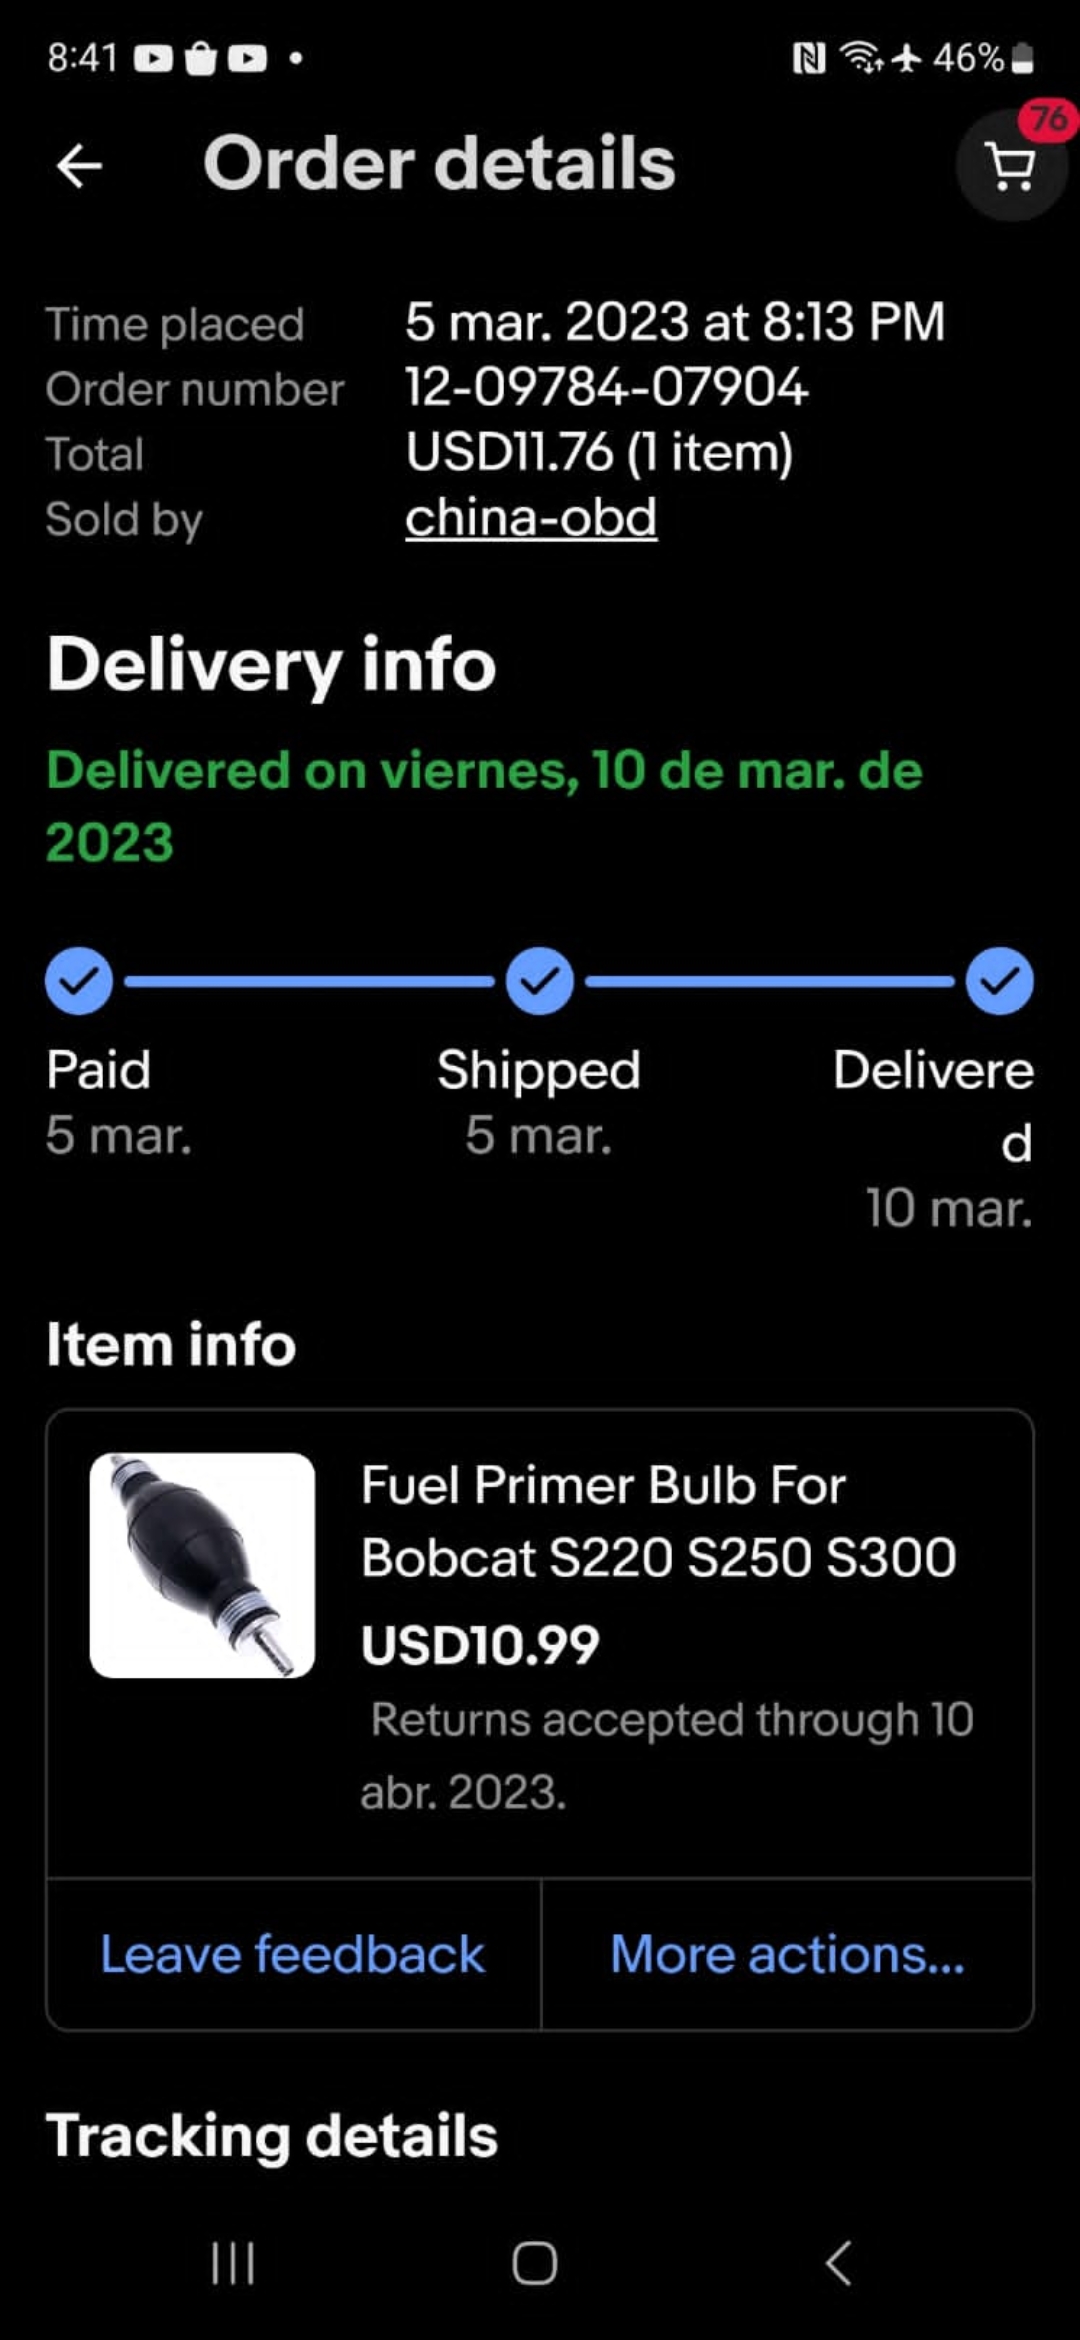 8:41
46%
76
Order details
Time placed 5 mar. 2023 at 8:13 PM
Order number 12-09784-07904
Total USD11.76 (1 item)
Sold by china-obd
Delivery info
Delivered on viernes, 10 de mar. de
2023
Paid Shipped Delivere
5 mar. 5 mar. d
10 mar.
Item info
Fuel Primer Bulb For
Bobcat S220 S250 S300
USD10.99
Returns accepted through 10
abr. 2023.
Leave feedback More actions...
Tracking details